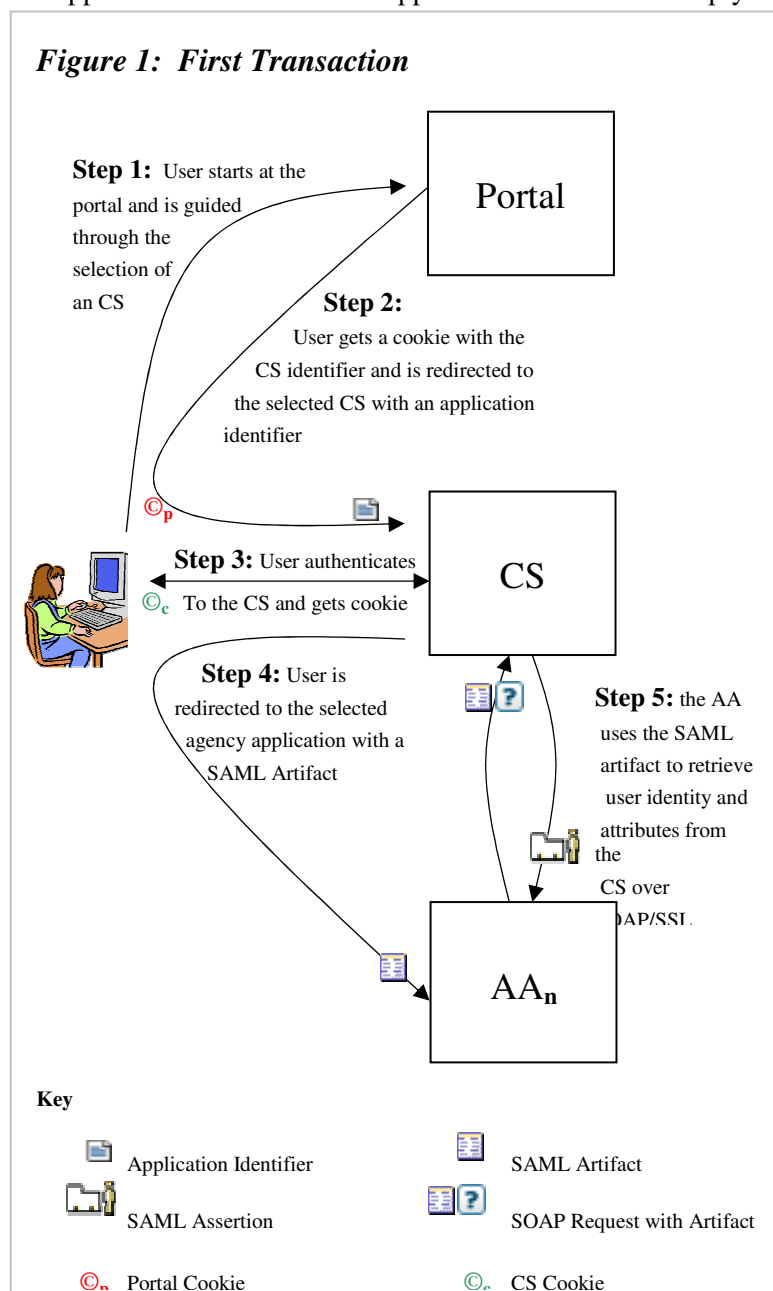 Figure 1: First Transaction
Portal
Step 1: User starts at the
portal and is guided
through the
selection of
an CS
Step 2:
User gets a cookie with the
CS identifier and is redirected to
the selected CS with an application
identifier
©p
CS
Step 3: User authenticates
©c To the CS and gets cookie
Step 4: User is
redirected to the selected
agency application with a
SAML Artifact
?
Step 5: the AA
uses the SAML
artifact to retrieve
user identity and
attributes from
the
CS over
AAn
Key
Application Identifier
SAML Artifact
SAML Assertion
? SOAP Request with Artifact
©p Portal Cookie
©c CS Cookie